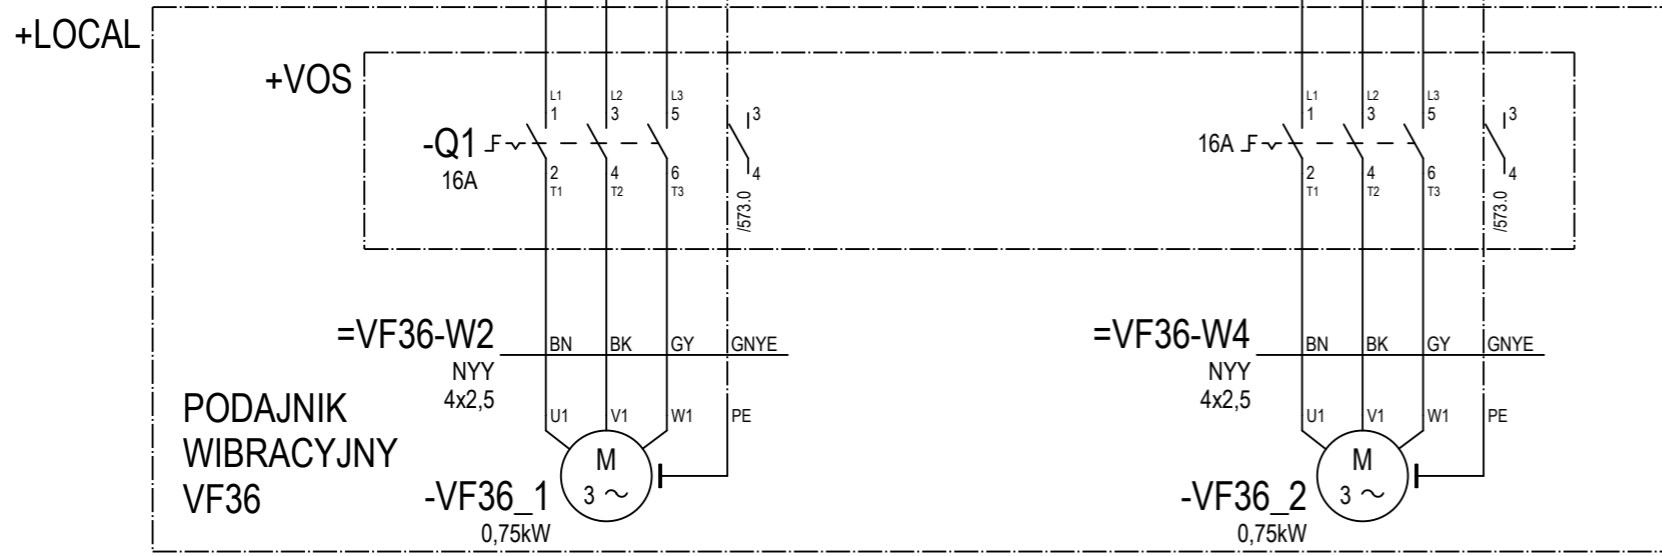 +LOCAL
+VOS
L1 L2 L3
1 3 5 3
-Q1
16A
2 4 6 4
T1 T2 T3
/573.0
L1 L2 L3
1 3 5 3
16A
2 4 6 4
T1 T2 T3
/573.0
=VF36-W2
NYY
4x2,5
BN BK GY GNYE
=VF36-W4
NYY
4x2,5
BN BK GY GNYE
PODAJNIK
WIBRACYJNY
VF36
U1 V1 W1 PE
M
3 ~
-VF36_1
0,75kW
U1 V1 W1 PE
M
3 ~
-VF36_2
0,75kW